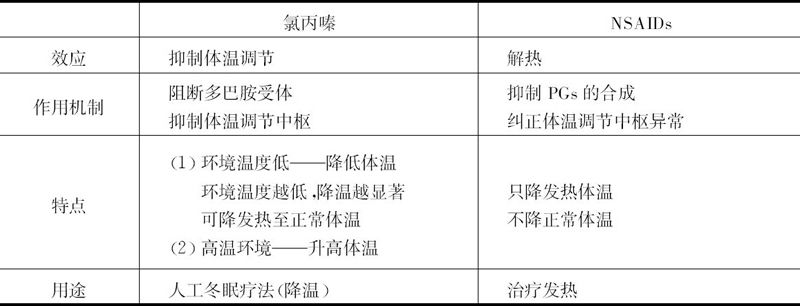 氯丙嗪 NSAIDs
效应 抑制体温调节 解热
阻断多巴胺受体 抑制 PGs 的合成
作用机制
抑制体温调节中枢 纠正体温调节中枢异常
(1) 环境温度低——降低体温
环境温度越低,降温越显著 只降发热体温
特点
可降发热至正常体温 不降正常体温
(2) 高温环境——升高体温
用途 人工冬眠疗法(降温) 治疗发热